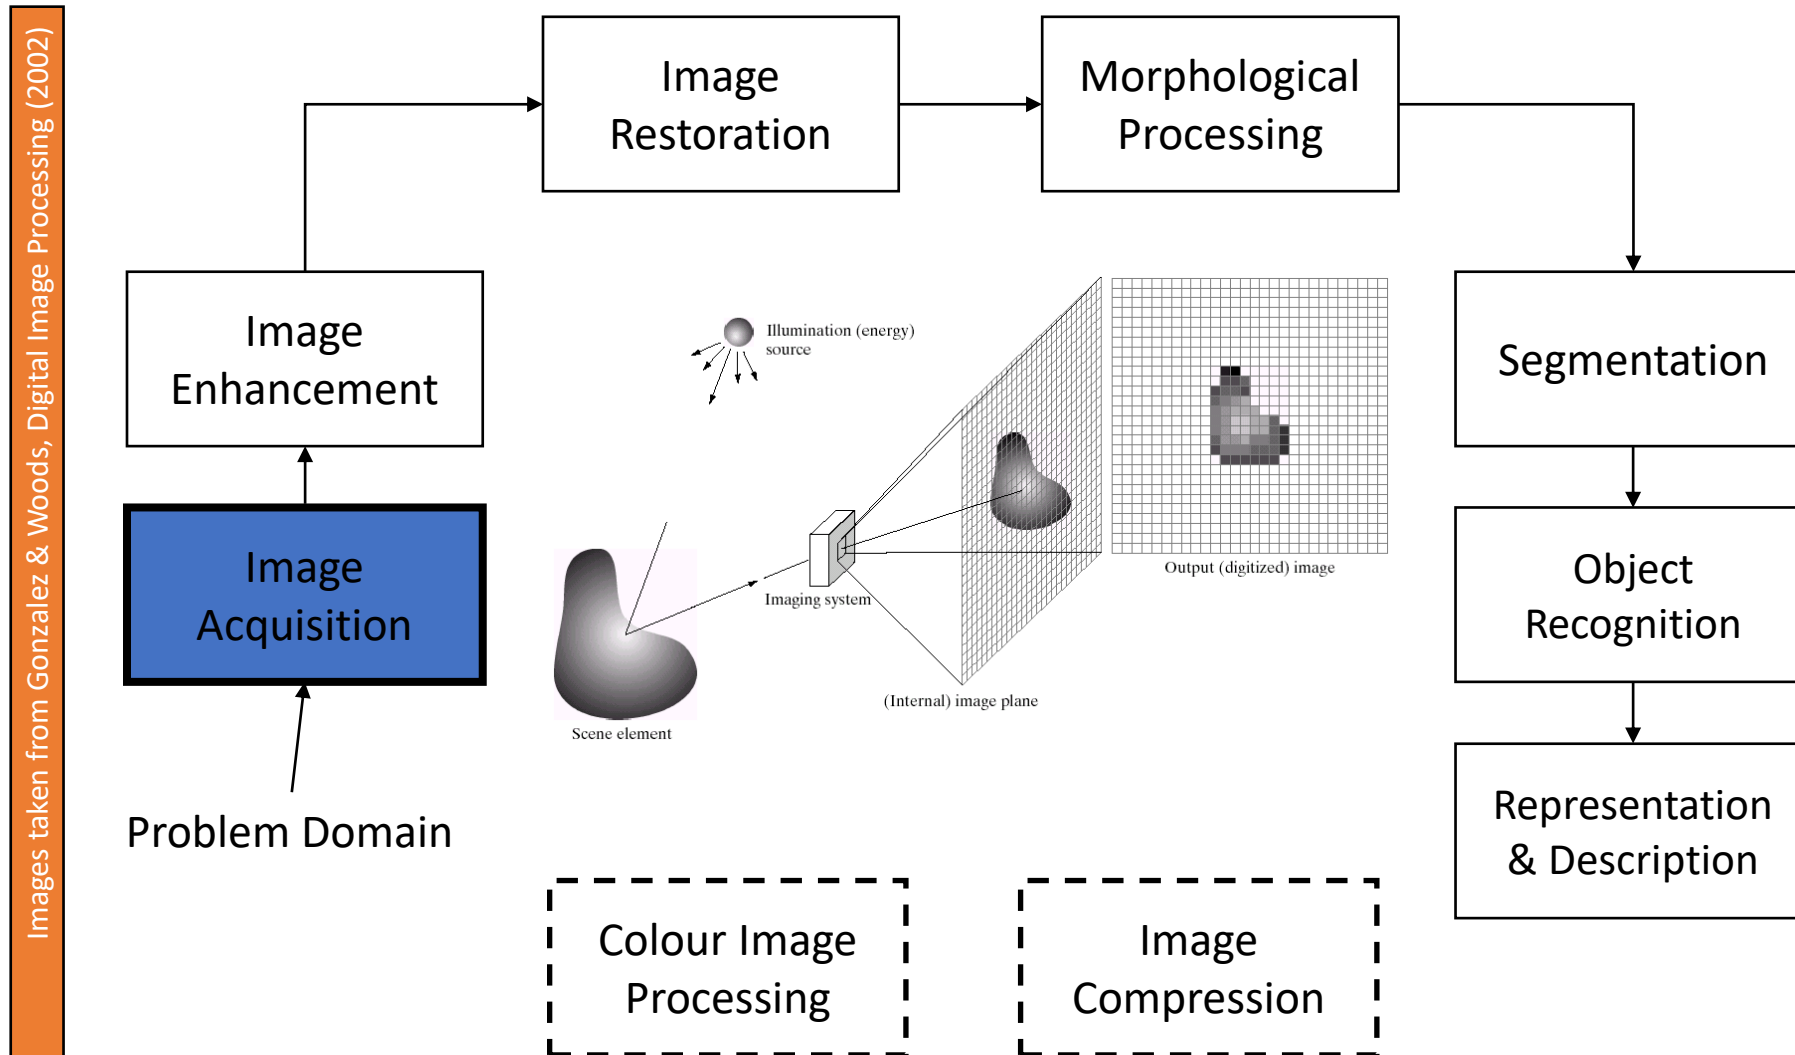 Images taken from Gonzalez & Woods, Digital Image Processing (2002)
Image
Restoration
Morphological
Processing
Image
Enhancement
Illumination (energy)
source
Segmentation
Image
Acquisition
Imaging system
Output (digitized) image
Object
Recognition
(Internal) image plane
Scene element
Problem Domain
Representation
& Description
Colour Image
Processing
Image
Compression